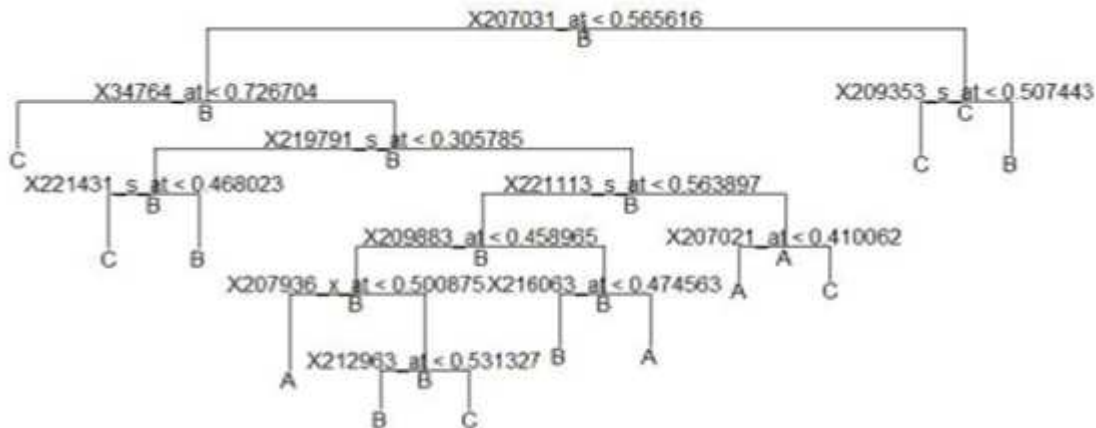 X207031_at < 0.565616
B
X34764_at < 0.726704
B
X209353_s_at < 0.507443
C
X219791_s_at < 0.305785
B
C
C
B
X221431_s_at < 0.468023
B
X221113_s_at < 0.563897
B
X209883_at < 0.458965
B
X207021_at < 0.410062
A
C
B
X207936_x_at < 0.500875
B
X216063_at < 0.474563
B
A
C
X212963_at < 0.531327
B
B
A
A
B
C